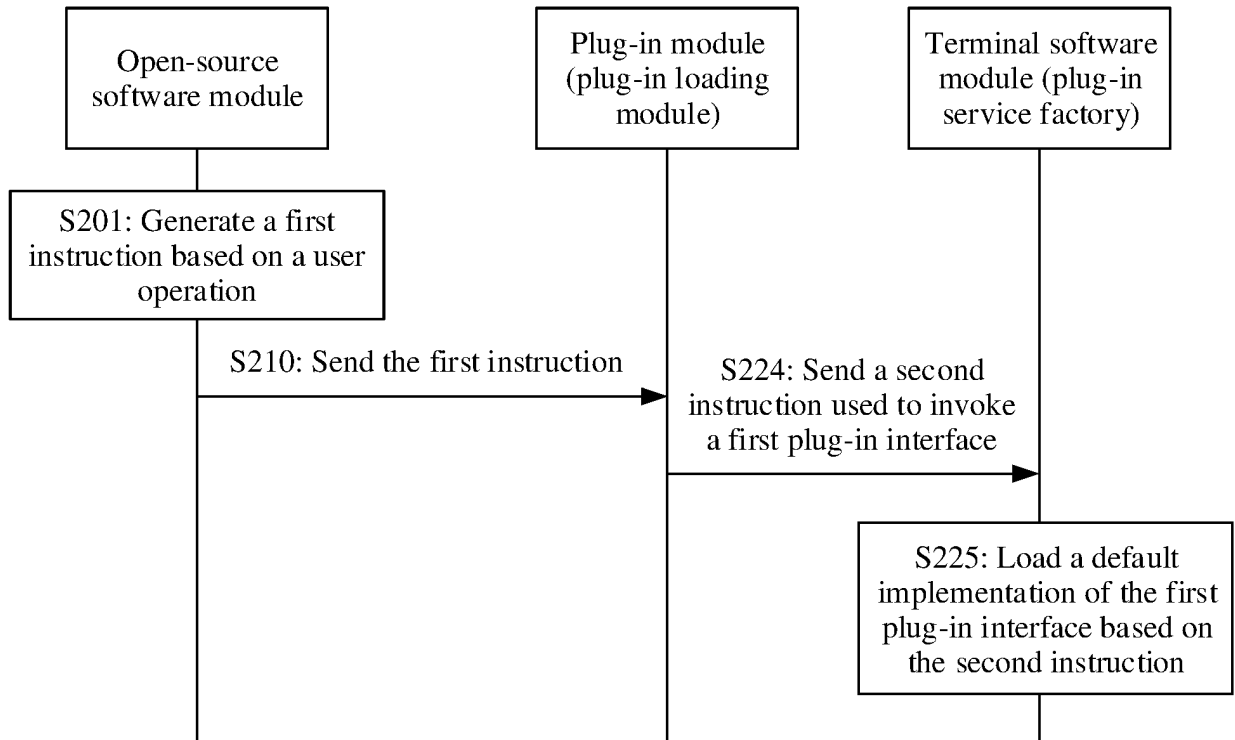 Open-source
software module
Plug-in module
(plug-in loading
module)
Terminal software
module (plug-in
service factory)
S201: Generate a first
instruction based on a user
operation
S210: Send the first instruction
S224: Send a second
instruction used to invoke
a first plug-in interface
S225: Load a default
implementation of the first
plug-in interface based on
the second instruction